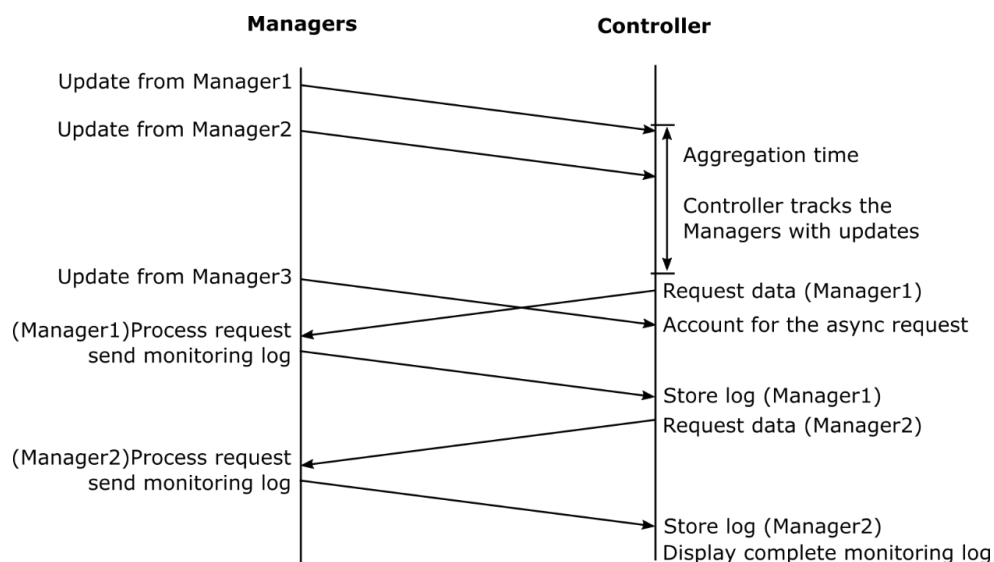 Managers
Controller
Update from Manager1
Update from Manager2
Aggregation time
Controller tracks the
Managers with updates
Update from Manager3
Request data (Manager1)
(Manager1)Process request
send monitoring log
Account for the async request
Store log (Manager1)
Request data (Manager2)
(Manager2)Process request
send monitoring log
Store log (Manager2)
Display complete monitoring log